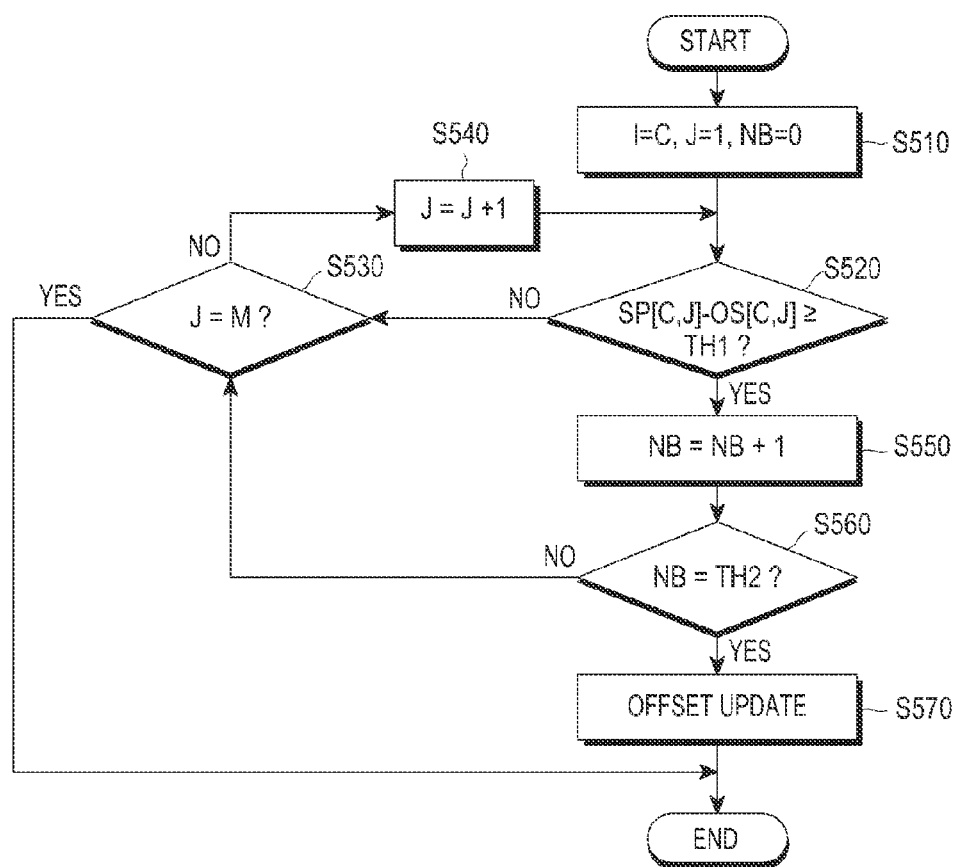 START
I=C, J=1, NB=0
S510
S540
J = J +1
NO
S530
YES
J = M ?
NO
S520
SP[C,J]-OS[C,J] ≥
TH1 ?
YES
NB = NB + 1
S550
S560
NO
NB = TH2 ?
YES
OFFSET UPDATE
S570
END